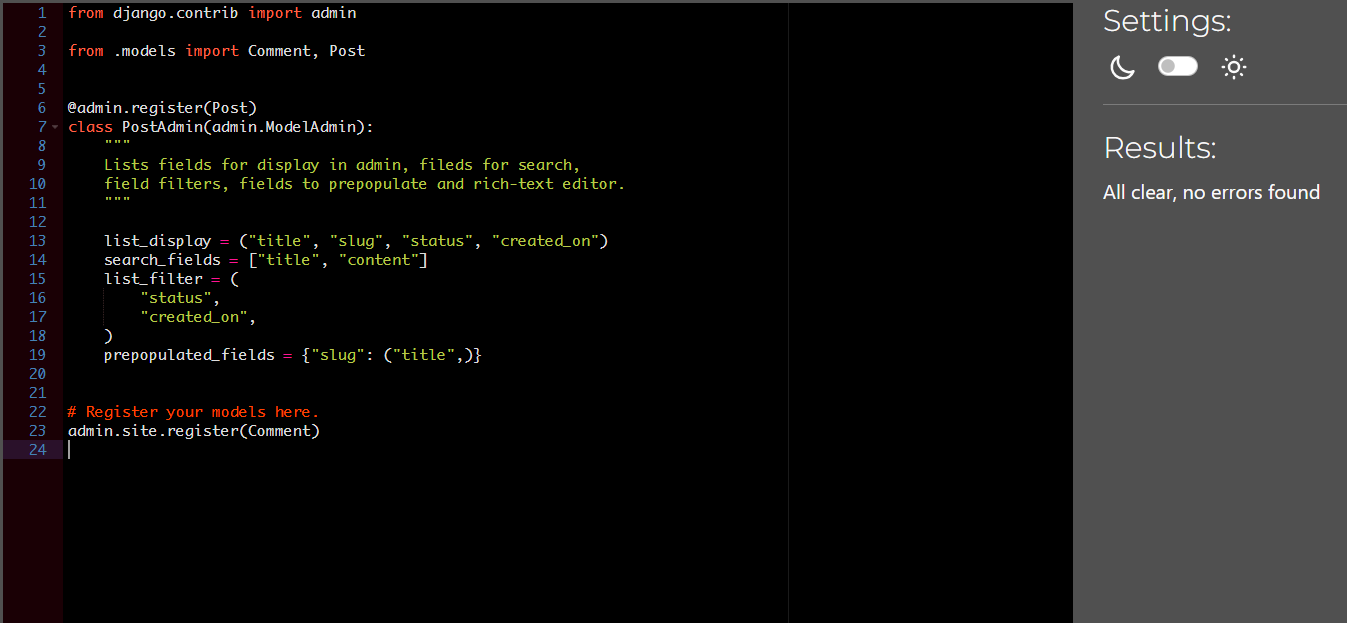 1 from django.contrib import admin
2
3 from .models import Comment, Post
4
5
6 @admin.register(Post)
7 class PostAdmin(admin.ModelAdmin):
8     """
9     Lists fields for display in admin, fileds for search,
10     field filters, fields to prepopulate and rich-text editor.
11     """
12
13     list_display = ("title", "slug", "status", "created_on")
14     search_fields = ["title", "content"]
15     list_filter = (
16         "status",
17         "created_on",
18     )
19     prepopulated_fields = {"slug": ("title",)}
20
21
22 # Register your models here.
23 admin.site.register(Comment)
24
Settings:
Results:
All clear, no errors found